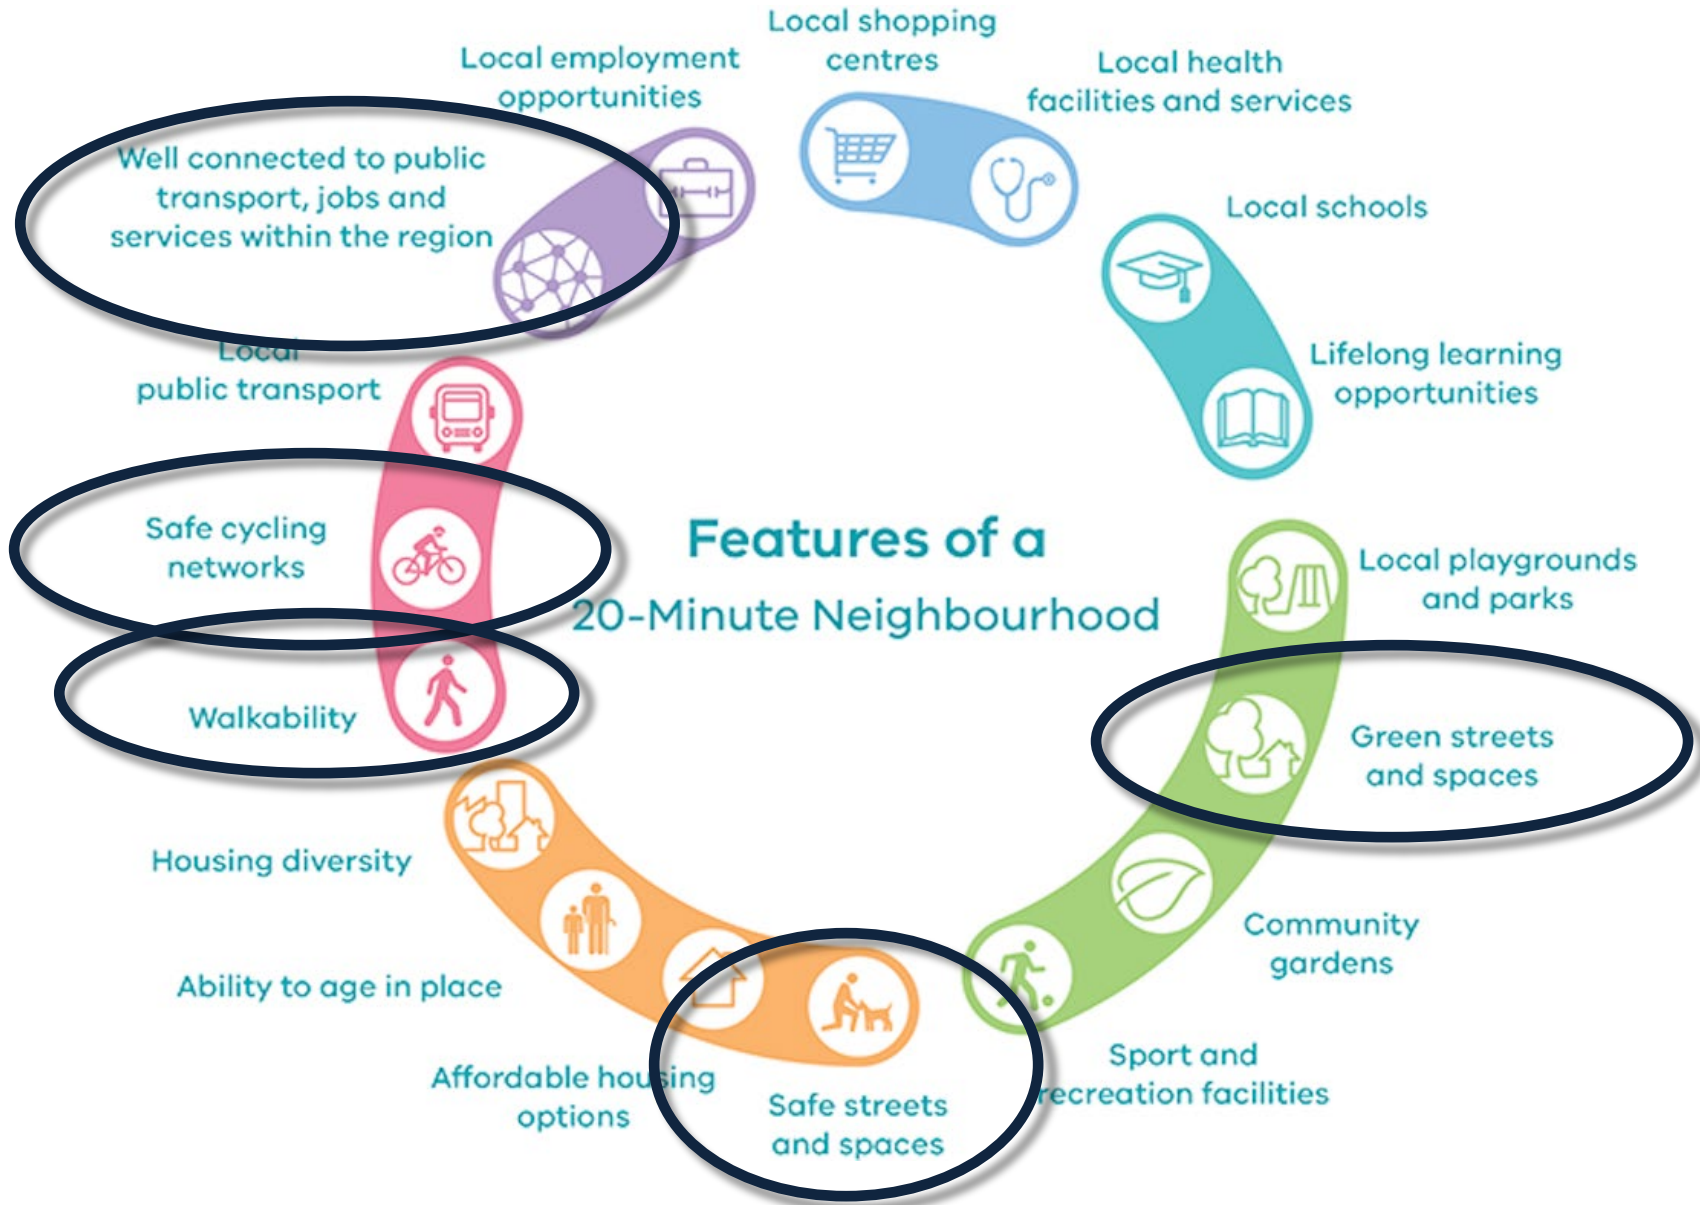 Local shopping
centres
Local employment
opportunities
Local health
facilities and services
Well connected to public
transport, jobs and
services within the region
Local schools
Local
public transport
Lifelong learning
opportunities
Safe cycling
networks
Features of a
20-Minute Neighbourhood
Local playgrounds
and parks
Walkability
Green streets
and spaces
Housing diversity
Community
gardens
Ability to age in place
Sport and
recreation facilities
Affordable housing
options
Safe streets
and spaces